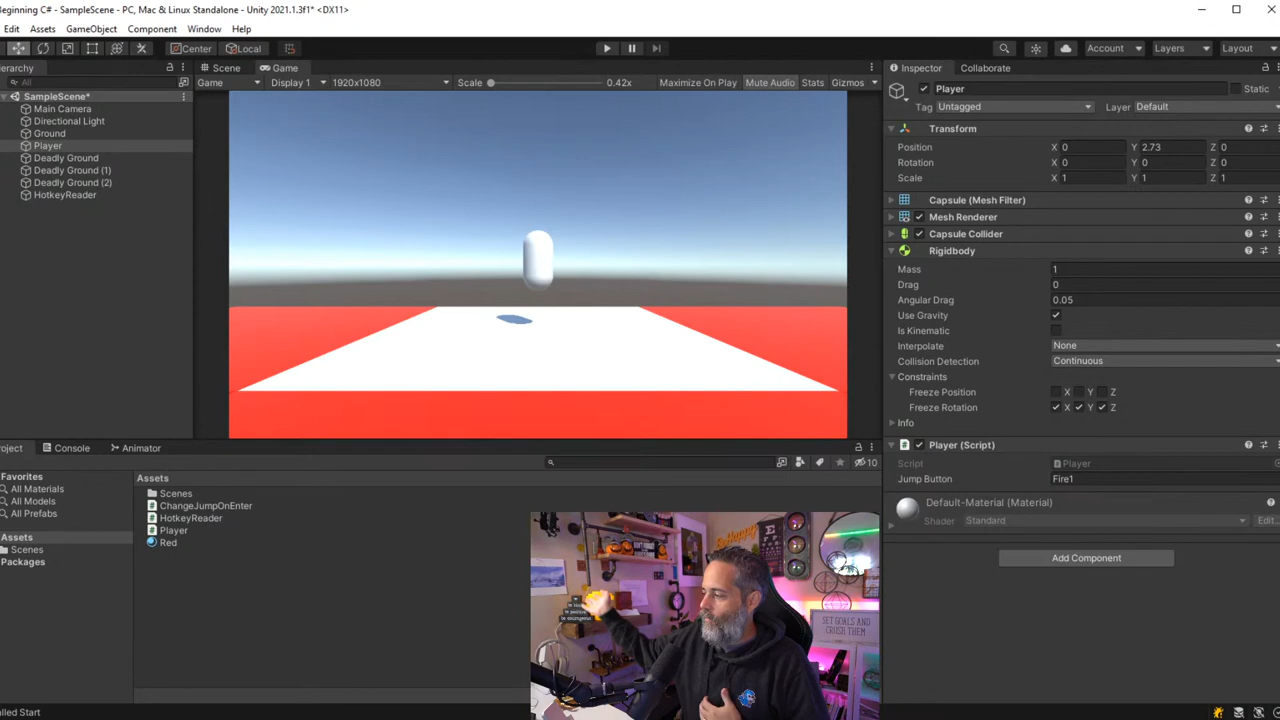 Beginning C# - SampleScene - PC, Mac & Linux Standalone - Unity 2021.1.3f1* <DX11>
Edit Assets GameObject Component Window Help
Center Local Account Layers Layout
ierarchy
All
SampleScene*
Main Camera
Directional Light
Ground
Player
Deadly Ground
Deadly Ground (1)
Deadly Ground (2)
HotkeyReader
Scene Game
Game Display 1 1920x1080 Scale 0.42x Maximize On Play Mute Audio Stats Gizmos
Inspector Collaborate
Player Static
Tag Untagged Layer Default
Transform
Position X 0 Y 2.73 Z 0
Rotation X 0 Y 0 Z 0
Scale X 1 Y 1 Z 1
Capsule (Mesh Filter)
Mesh Renderer
Capsule Collider
Rigidbody
Mass 1
Drag 0
Angular Drag 0.05
Use Gravity
Is Kinematic
Interpolate None
Collision Detection Continuous
Constraints
Freeze Position X Y Z
Freeze Rotation X Y Z
Info
Player (Script)
Script Player
Jump Button Fire1
Default-Material (Material)
Shader Standard Edit...
Add Component
roject Console Animator
10
Favorites
All Materials
All Models
All Prefabs
Assets
Scenes
Packages
Assets
Scenes
ChangeJumpOnEnter
HotkeyReader
Player
Red
SET GOALS AND
CRUSH THEM
alled Start